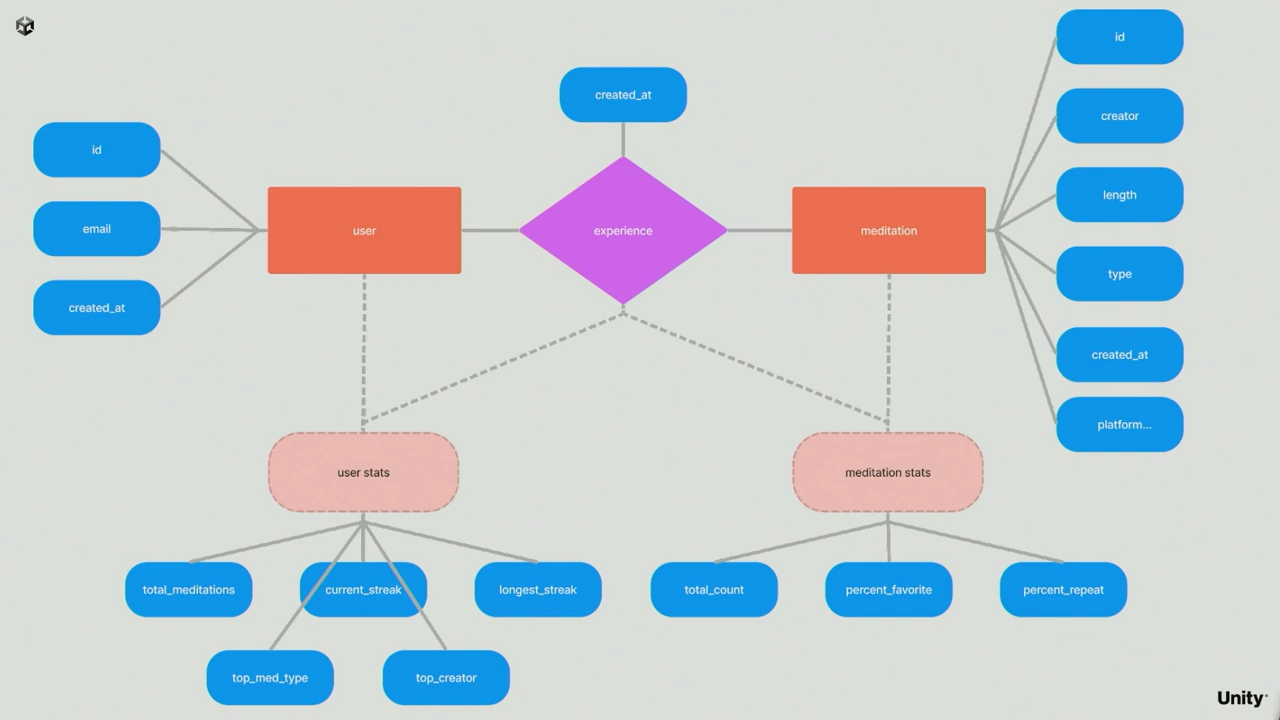 id
created_at
creator
id
length
email
user
experience
meditation
type
created_at
created_at
platform...
user stats
meditation stats
total_meditations
current_streak
longest_streak
total_count
percent_favorite
percent_repeat
top_med_type
top_creator
Unity